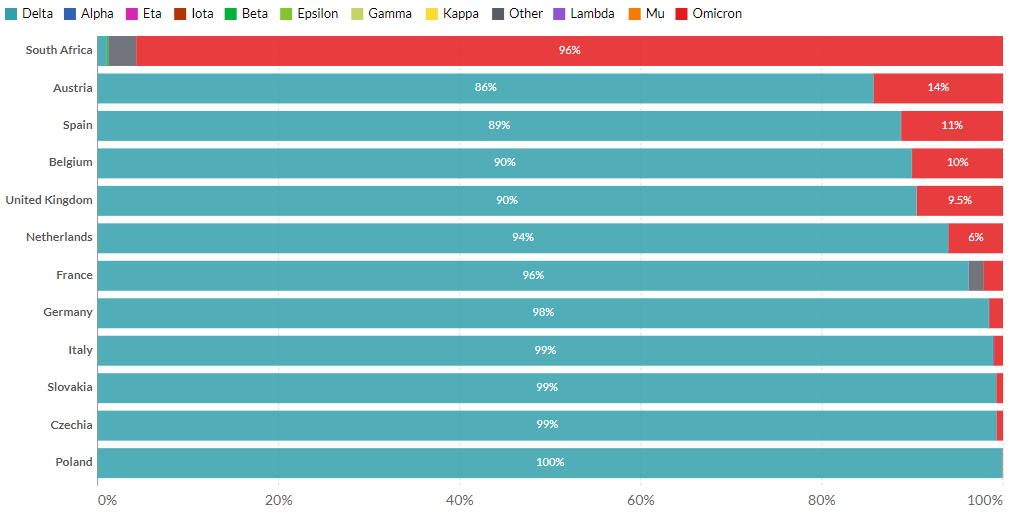 Delta Alpha Eta Iota Beta Epsilon Gamma Kappa Other Lambda Mu Omicron
South Africa 96%
Austria 86% 14%
Spain 89% 11%
Belgium 90% 10%
United Kingdom 90% 9.5%
Netherlands 94% 6%
France 96%
Germany 98%
Italy 99%
Slovakia 99%
Czechia 99%
Poland 100%
0% 20% 40% 60% 80% 100%